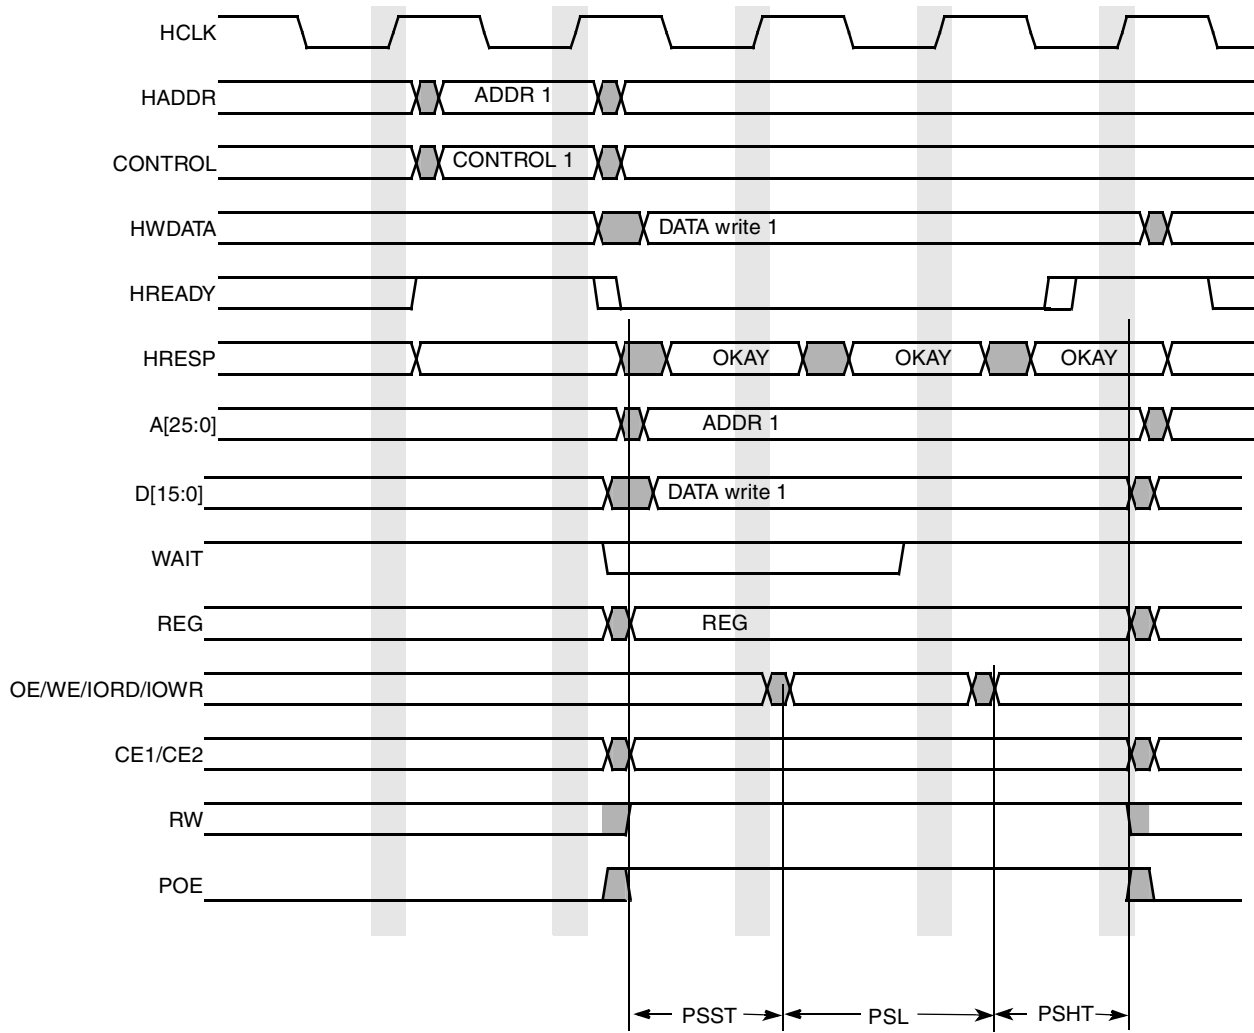 HCLK
HADDR ADDR 1
CONTROL CONTROL 1
HWDATA DATA write 1
HREADY
HRESP OKAY OKAY OKAY
A[25:0] ADDR 1
D[15:0] DATA write 1
WAIT
REG REG
OE/WE/IORD/IOWR
CE1/CE2
RW
POE
PSST PSL PSHT